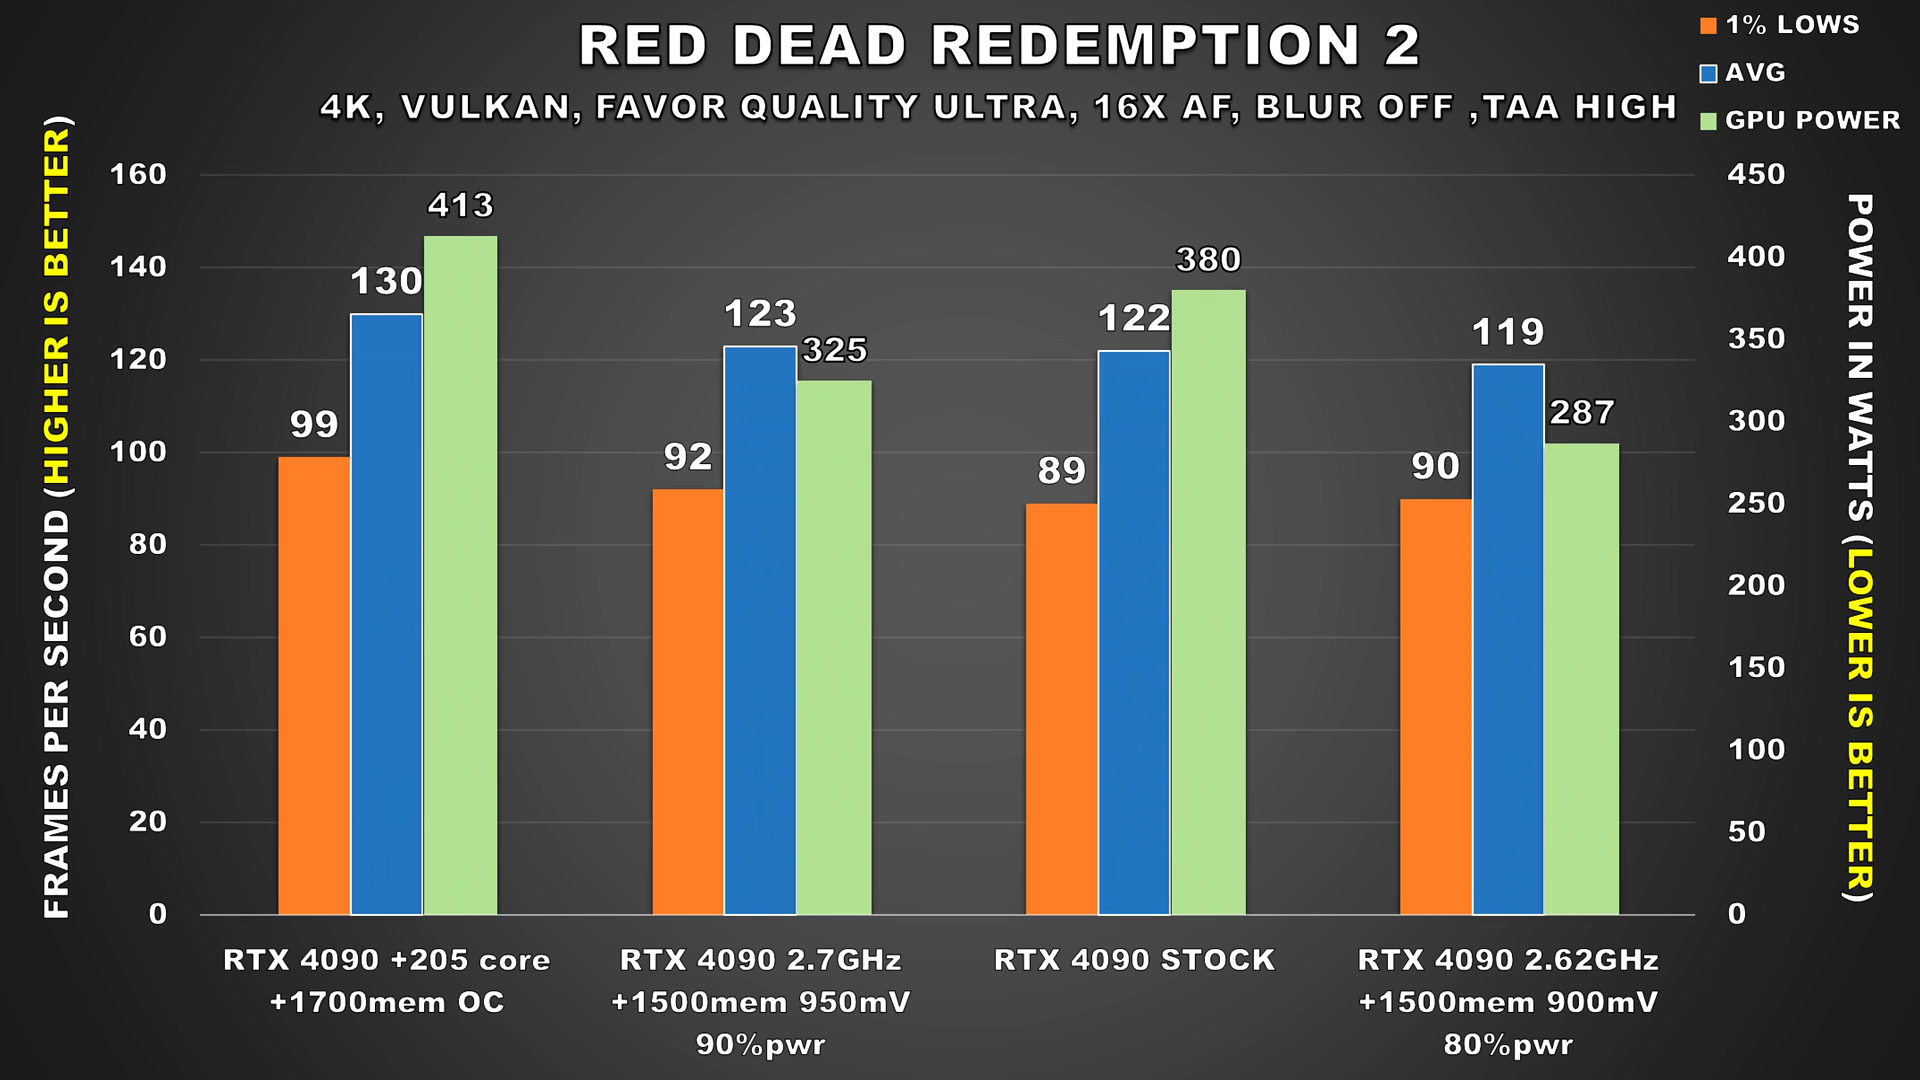 RED DEAD REDEMPTION 2
4K, VULKAN, FAVOR QUALITY ULTRA, 16X AF, BLUR OFF ,TAA HIGH
1% LOWS
AVG
GPU POWER
FRAMES PER SECOND (HIGHER IS BETTER)
160
140
120
100
80
60
40
20
0
99
130
413
92
123
325
89
122
380
90
119
287
450
400
350
300
250
200
150
100
50
0
POWER IN WATTS (LOWER IS BETTER)
RTX 4090 +205 core
+1700mem OC
RTX 4090 2.7GHz
+1500mem 950mV
90%pwr
RTX 4090 STOCK
RTX 4090 2.62GHz
+1500mem 900mV
80%pwr